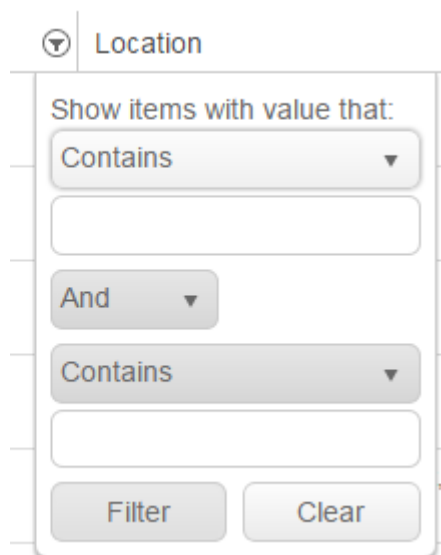 Location
Show items with value that:
Contains
And
Contains
Filter Clear